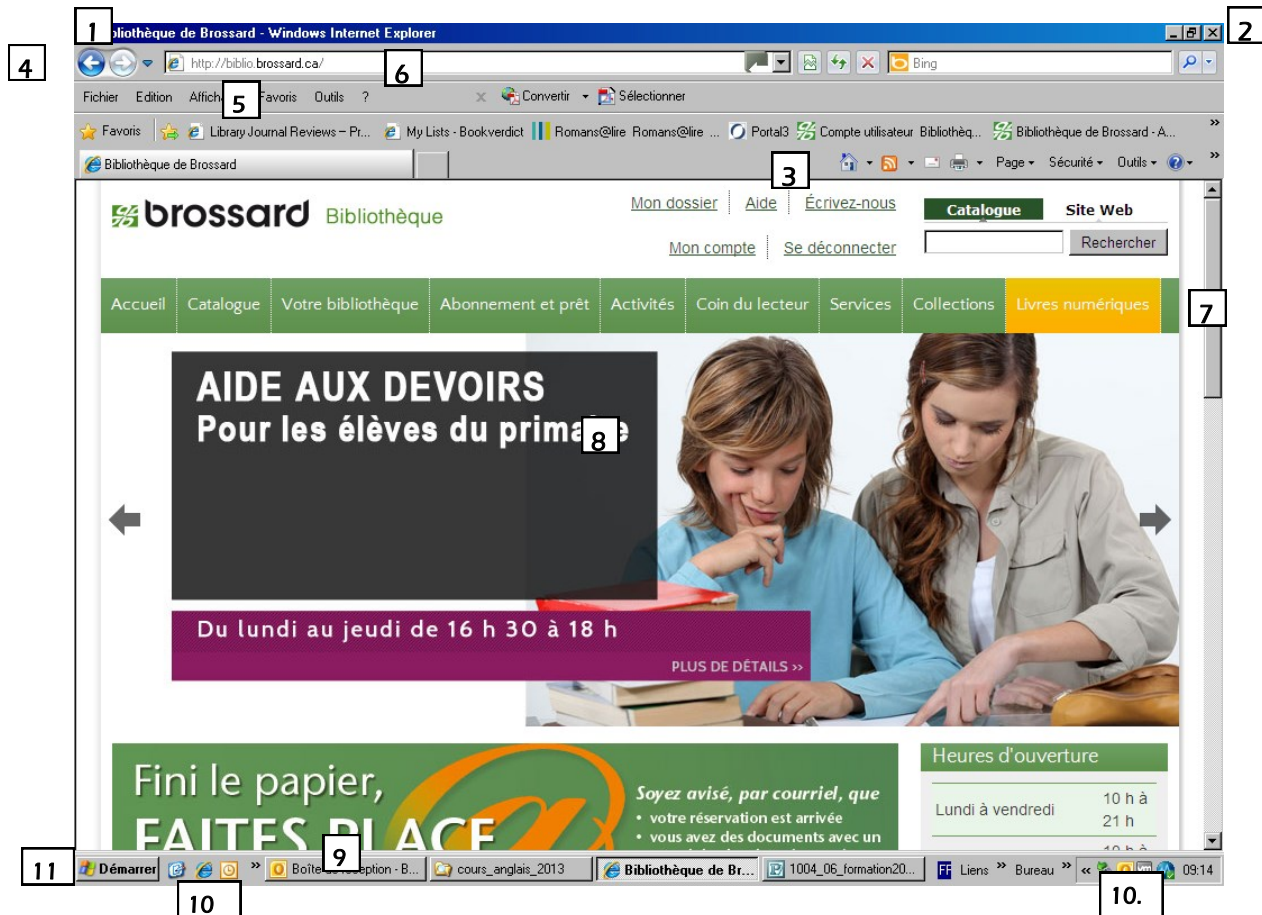 1
bliothèque de Brossard - Windows Internet Explorer
2
4
http://biblio.brossard.ca/
6
Bing
Fichier Edition Afficha Favoris Outils ?
5
Convertir Sélectionner
Favoris Library Journal Reviews – Pr... My Lists - Bookverdict Romans@lire Romans@lire ... Portal3 Compte utilisateur Bibliothèq... Bibliothèque de Brossard - A... »
Bibliothèque de Brossard
3
Page Sécurité Outils »
brossard Bibliothèque
Mon dossier Aide Écrivez-nous
Catalogue Site Web
Mon compte Se déconnecter
Rechercher
Accueil Catalogue Votre bibliothèque Abonnement et prêt Activités Coin du lecteur Services Collections Livres numériques
7
AIDE AUX DEVOIRS
Pour les élèves du prima e
8
Du lundi au jeudi de 16 h 30 à 18 h
PLUS DE DÉTAILS »
Fini le papier,
FAITES PLACE
@
Soyez avisé, par courriel, que
• votre réservation est arrivée
• vous avez des documents avec un
Heures d'ouverture
Lundi à vendredi
10 h à
21 h
10 h à
9
11
Démarrer » Boîte réception - B... cours_anglais_2013 Bibliothèque de Br... 1004_06_formation20... FF Liens » Bureau » « 09:14
10
10.